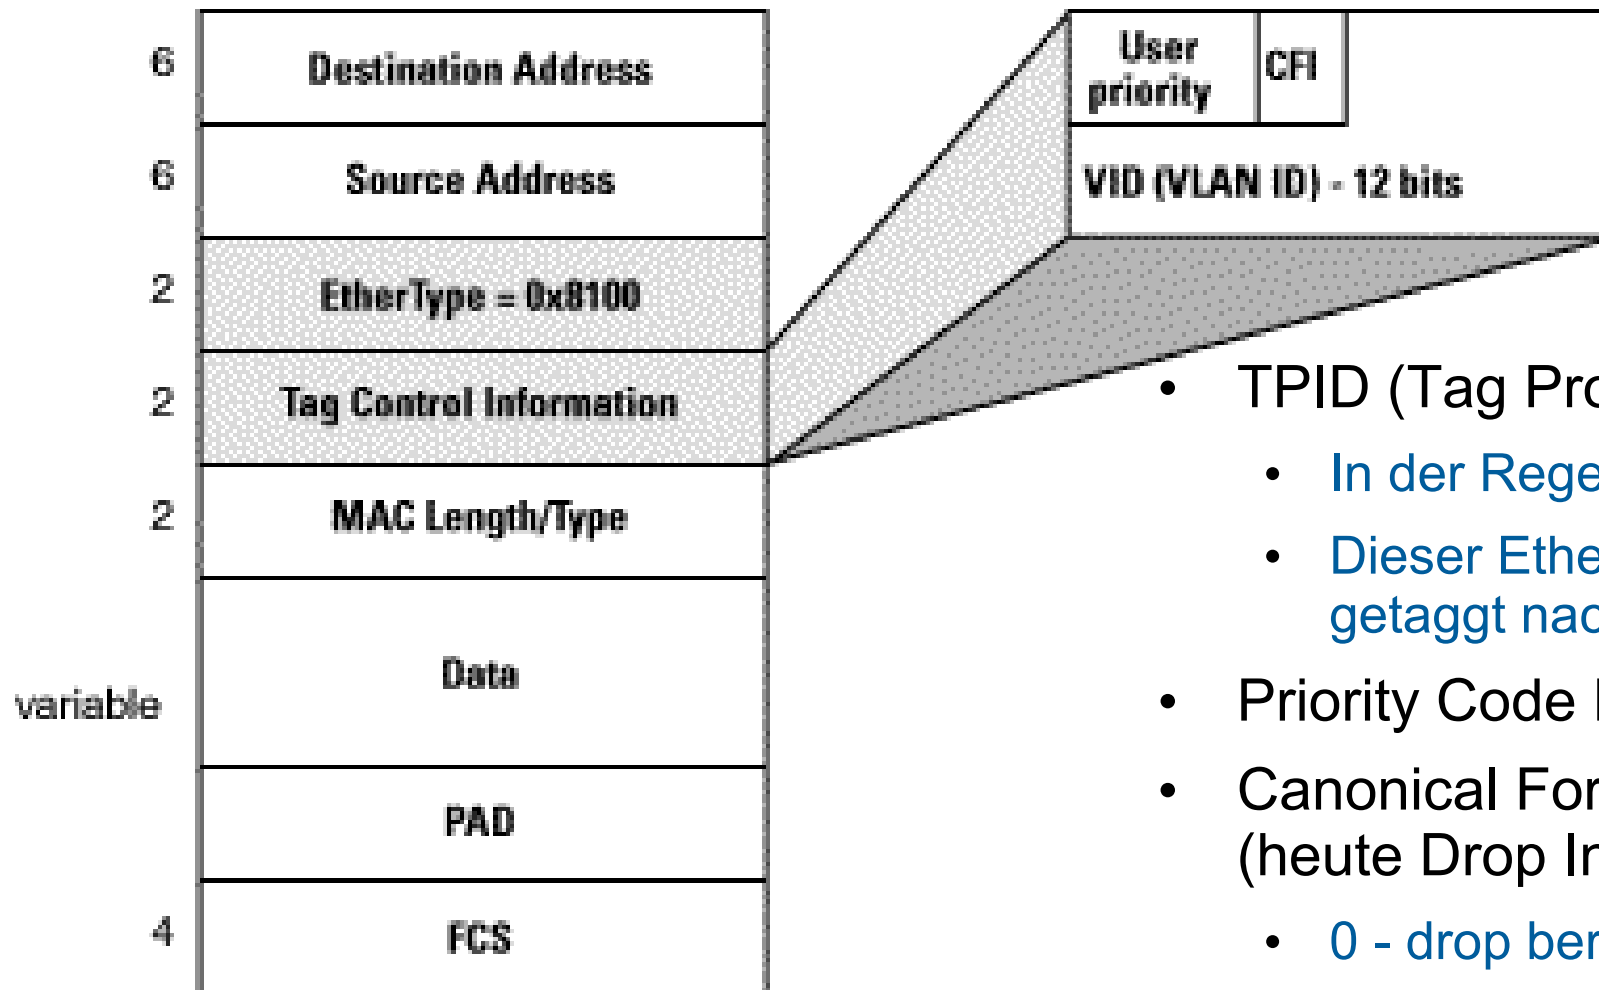 6
Destination Address
6
Source Address
2
EtherType = 0x8100
2
Tag Control Information
2
MAC Length/Type
variable
Data
PAD
4
FCS
User
priority
CFI
VID (VLAN ID) - 12 bits
• TPID (Tag Pro
• In der Rege
• Dieser Ethe
getaggt nac
• Priority Code
• Canonical For
(heute Drop In
• 0 - drop ber